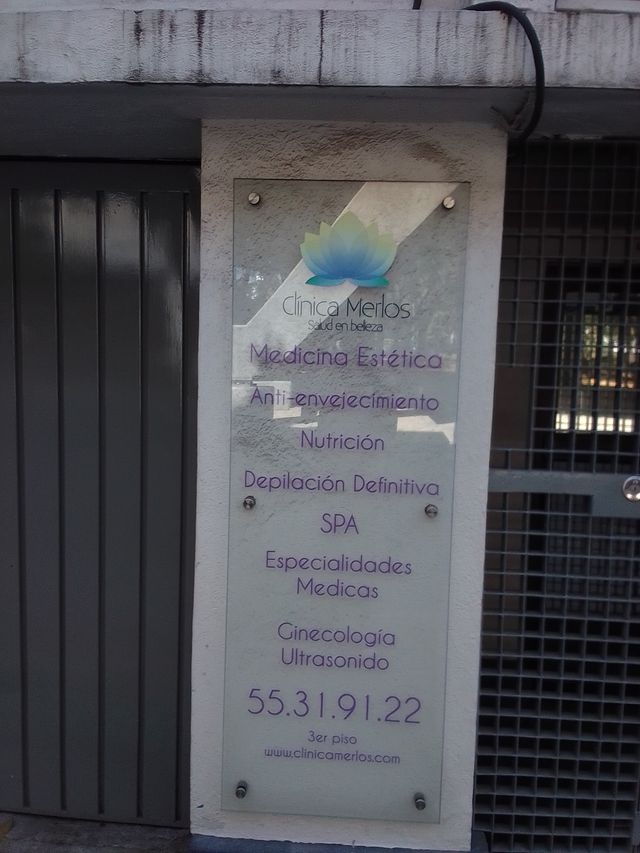 Clínica Merlos
Salud en belleza
Medicina Estética
Anti-envejecimiento
Nutrición
Depilación Definitiva
SPA
Especialidades
Medicas
Ginecología
Ultrasonido
55.31.91.22
3er piso
www.clinicamerlos.com